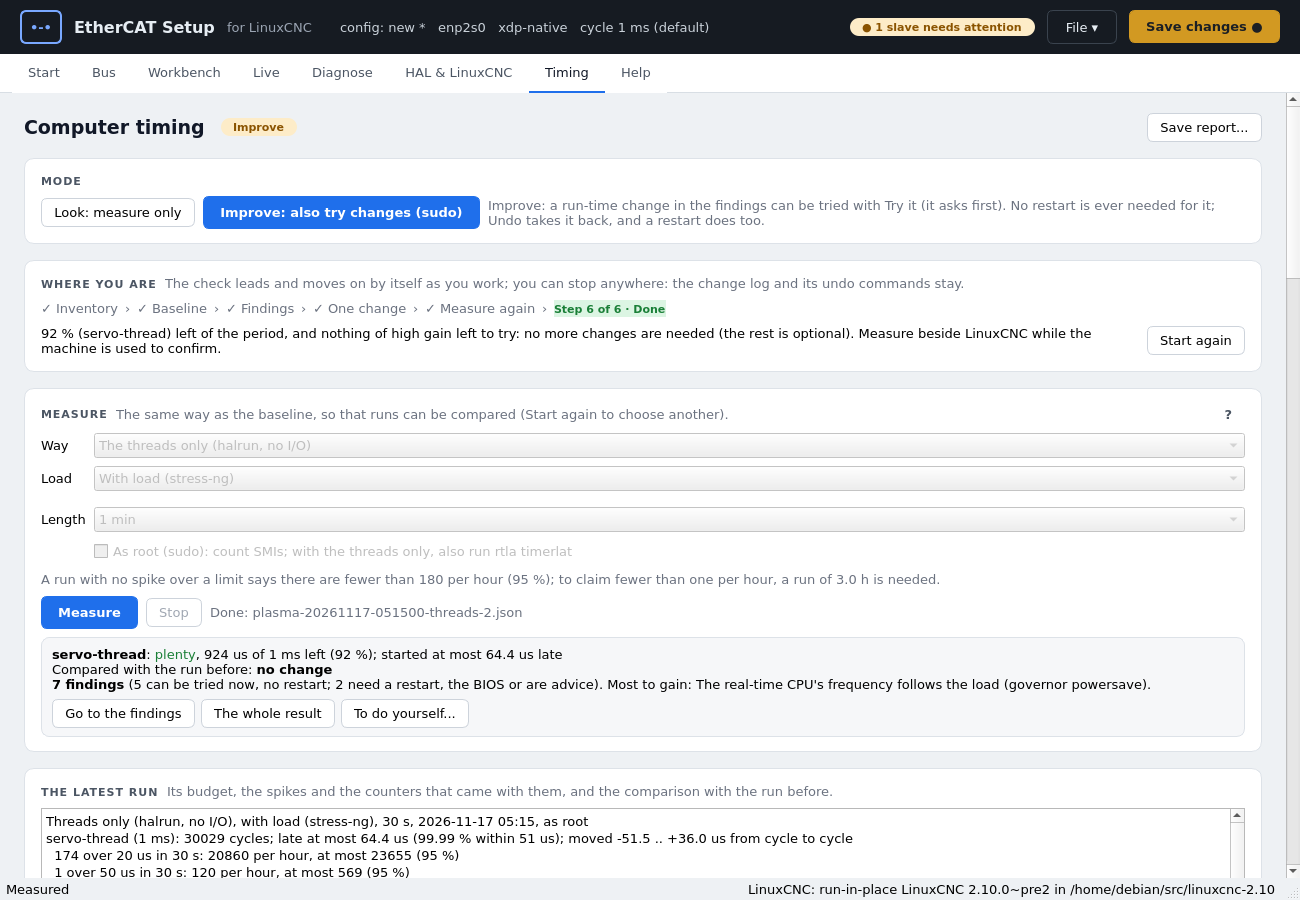 EtherCAT Setup for LinuxCNC config: new * enp2s0 xdp-native cycle 1 ms (default) ● 1 slave needs attention File ▾ Save changes ●
Start Bus Workbench Live Diagnose HAL & LinuxCNC Timing Help
Computer timing Improve Save report...
MODE
Look: measure only Improve: also try changes (sudo) Improve: a run-time change in the findings can be tried with Try it (it asks first). No restart is ever needed for it;
Undo takes it back, and a restart does too.
WHERE YOU ARE The check leads and moves on by itself as you work; you can stop anywhere: the change log and its undo commands stay.
✓ Inventory › ✓ Baseline › ✓ Findings › ✓ One change › ✓ Measure again › Step 6 of 6 · Done
92 % (servo-thread) left of the period, and nothing of high gain left to try: no more changes are needed (the rest is optional). Measure beside LinuxCNC while the
machine is used to confirm.
Start again
MEASURE The same way as the baseline, so that runs can be compared (Start again to choose another). ?
Way The threads only (halrun, no I/O)
Load With load (stress-ng)
Length 1 min
As root (sudo): count SMIs; with the threads only, also run rtla timerlat
A run with no spike over a limit says there are fewer than 180 per hour (95 %); to claim fewer than one per hour, a run of 3.0 h is needed.
Measure Stop Done: plasma-20261117-051500-threads-2.json
servo-thread: plenty, 924 us of 1 ms left (92 %); started at most 64.4 us late
Compared with the run before: no change
7 findings (5 can be tried now, no restart; 2 need a restart, the BIOS or are advice). Most to gain: The real-time CPU's frequency follows the load (governor powersave).
Go to the findings The whole result To do yourself...
THE LATEST RUN Its budget, the spikes and the counters that came with them, and the comparison with the run before.
Threads only (halrun, no I/O), with load (stress-ng), 30 s, 2026-11-17 05:15, as root
servo-thread (1 ms): 30029 cycles; late at most 64.4 us (99.99 % within 51 us); moved -51.5 .. +36.0 us from cycle to cycle
174 over 20 us in 30 s: 20860 per hour, at most 23655 (95 %)
1 over 50 us in 30 s: 120 per hour, at most 569 (95 %)
Measured LinuxCNC: run-in-place LinuxCNC 2.10.0~pre2 in /home/debian/src/linuxcnc-2.10